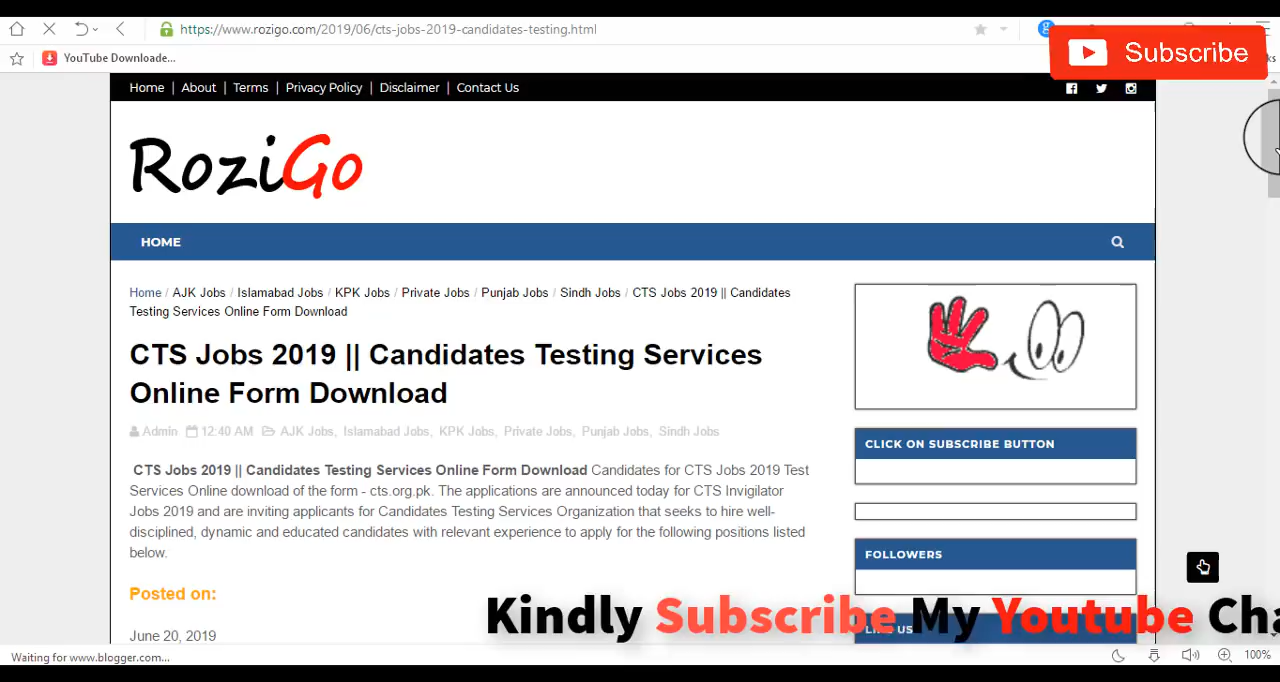 https://www.rozigo.com/2019/06/cts-jobs-2019-candidates-testing.html
Subscribe
YouTube Downloade...
Home | About | Terms | Privacy Policy | Disclaimer | Contact Us
RoziGo
HOME
Home / AJK Jobs / Islamabad Jobs / KPK Jobs / Private Jobs / Punjab Jobs / Sindh Jobs / CTS Jobs 2019 || Candidates
Testing Services Online Form Download
CTS Jobs 2019 || Candidates Testing Services
Online Form Download
Admin 12:40 AM AJK Jobs, Islamabad Jobs, KPK Jobs, Private Jobs, Punjab Jobs, Sindh Jobs
CTS Jobs 2019 || Candidates Testing Services Online Form Download Candidates for CTS Jobs 2019 Test
Services Online download of the form - cts.org.pk. The applications are announced today for CTS Invigilator
Jobs 2019 and are inviting applicants for Candidates Testing Services Organization that seeks to hire well-
disciplined, dynamic and educated candidates with relevant experience to apply for the following positions listed
below.
Posted on:
June 20, 2019
CLICK ON SUBSCRIBE BUTTON
FOLLOWERS
US
Kindly Subscribe My Youtube Cha
Waiting for www.blogger.com...
100%